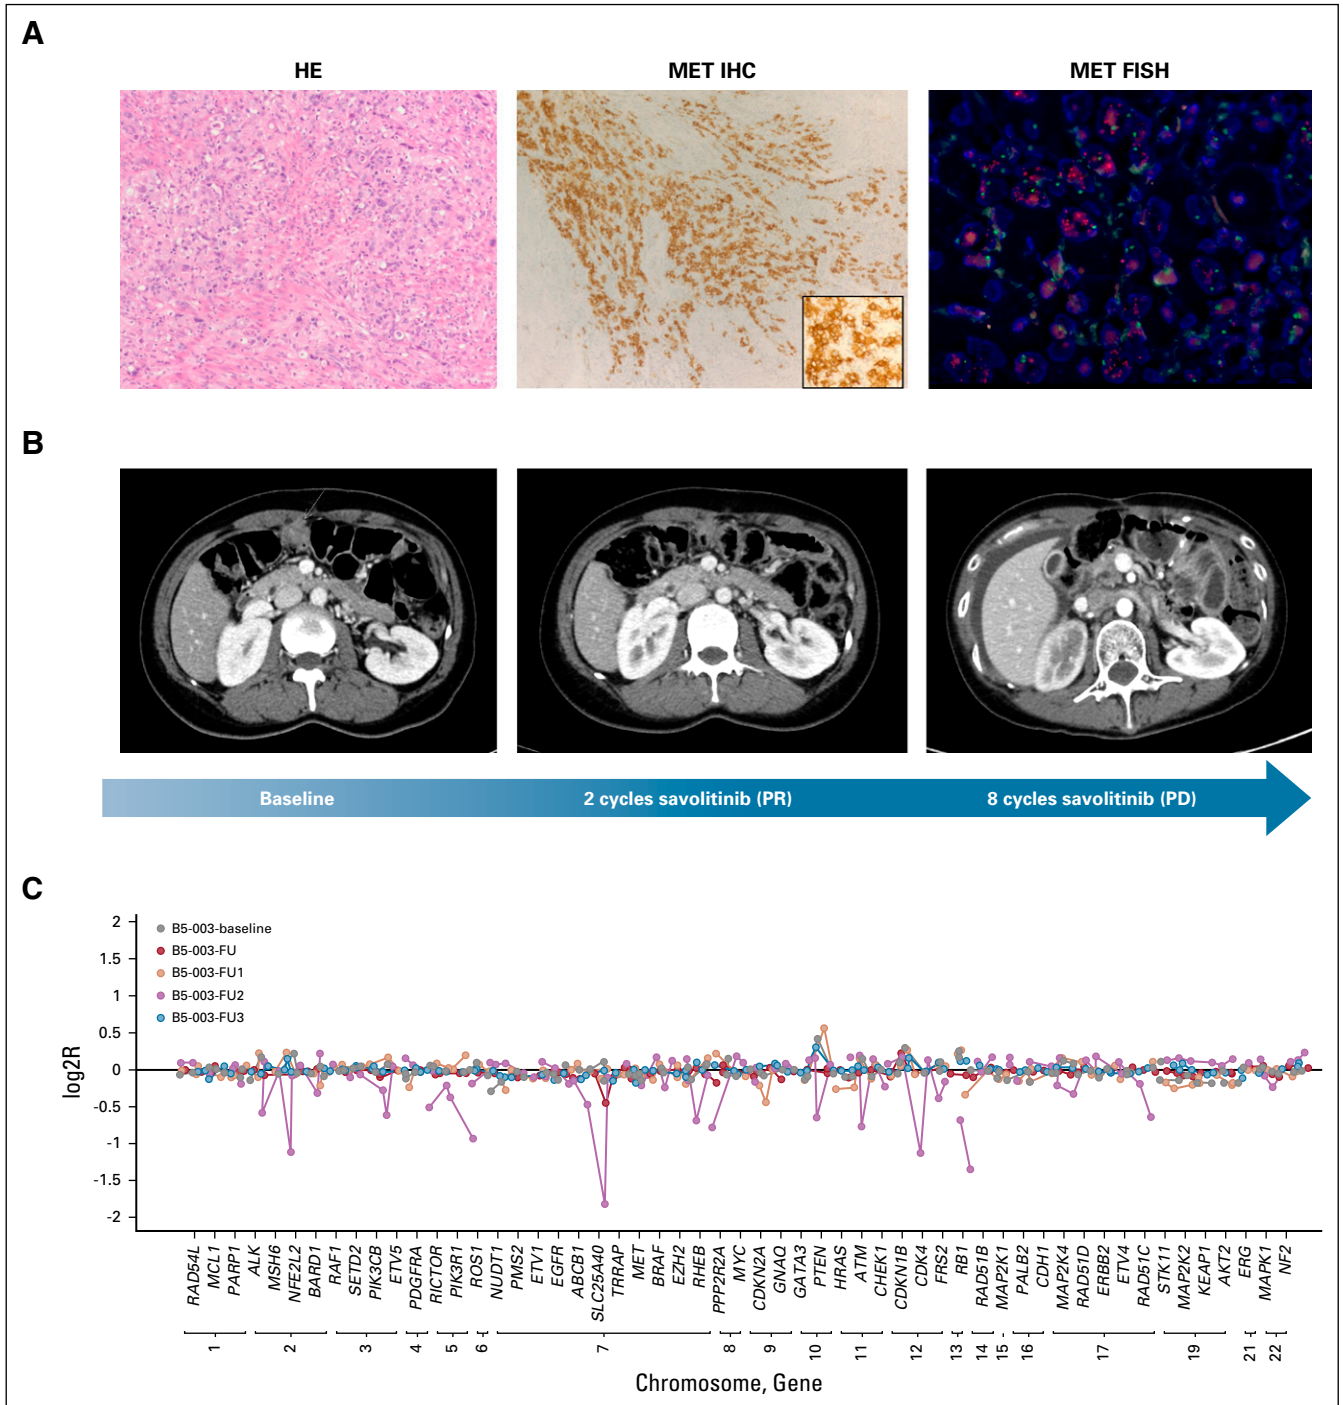 A
HE
MET IHC
MET FISH
B
Baseline
2 cycles savolitinib (PR)
8 cycles savolitinib (PD)
C
B5-003-baseline
B5-003-FU
B5-003-FU1
B5-003-FU2
B5-003-FU3
log2R
2
1.5
1
0.5
0
-0.5
-1
-1.5
-2
RAD54L
MCL1
PARP1
ALK
MSH6
NFE2L2
BARD1
RAF1
SETD2
PIK3CB
ETV5
PDGFRA
RICTOR
PIK3R1
ROS1
NUDT1
PMS2
ETV1
EGFR
ABCB1
SLC25A40
TRRAP
MET
BRAF
EZH2
RHEB
PPP2R2A
MYC
CDKN2A
GNAQ
GATA3
PTEN
HRAS
ATM
CHEK1
CDKN1B
CDK4
FRS2
RB1
RAD51B
MAP2K1
PALB2
CDH1
MAP2K4
RAD51D
ERBB2
ETV4
RAD51C
STK11
MAP2K2
KEAP1
AKT2
ERG
MAPK1
NF2
1
2
3
4
5
6
7
8
9
10
11
12
13
14
15
16
17
19
21
22
Chromosome, Gene